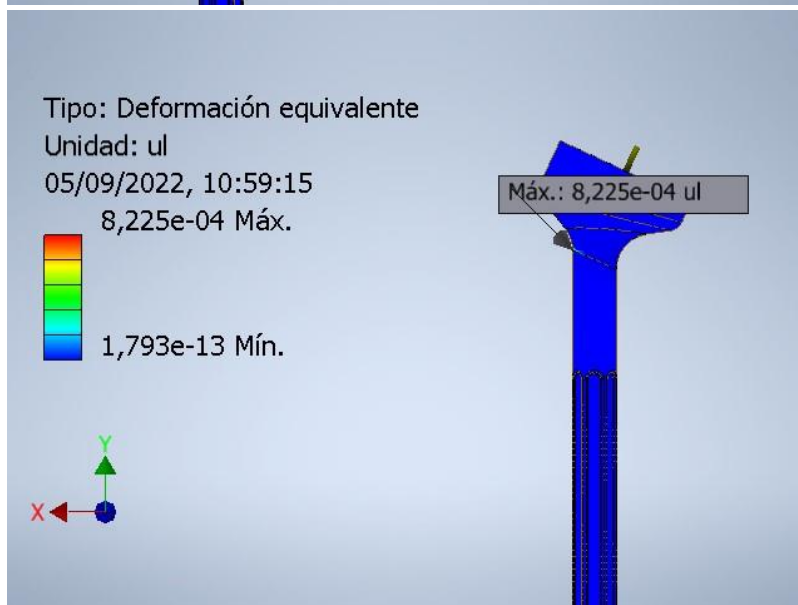 Tipo: Deformación equivalente
Unidad: ul
05/09/2022, 10:59:15
8,225e-04 Máx.
1,793e-13 Mín.
Máx.: 8,225e-04 ul
Y
X